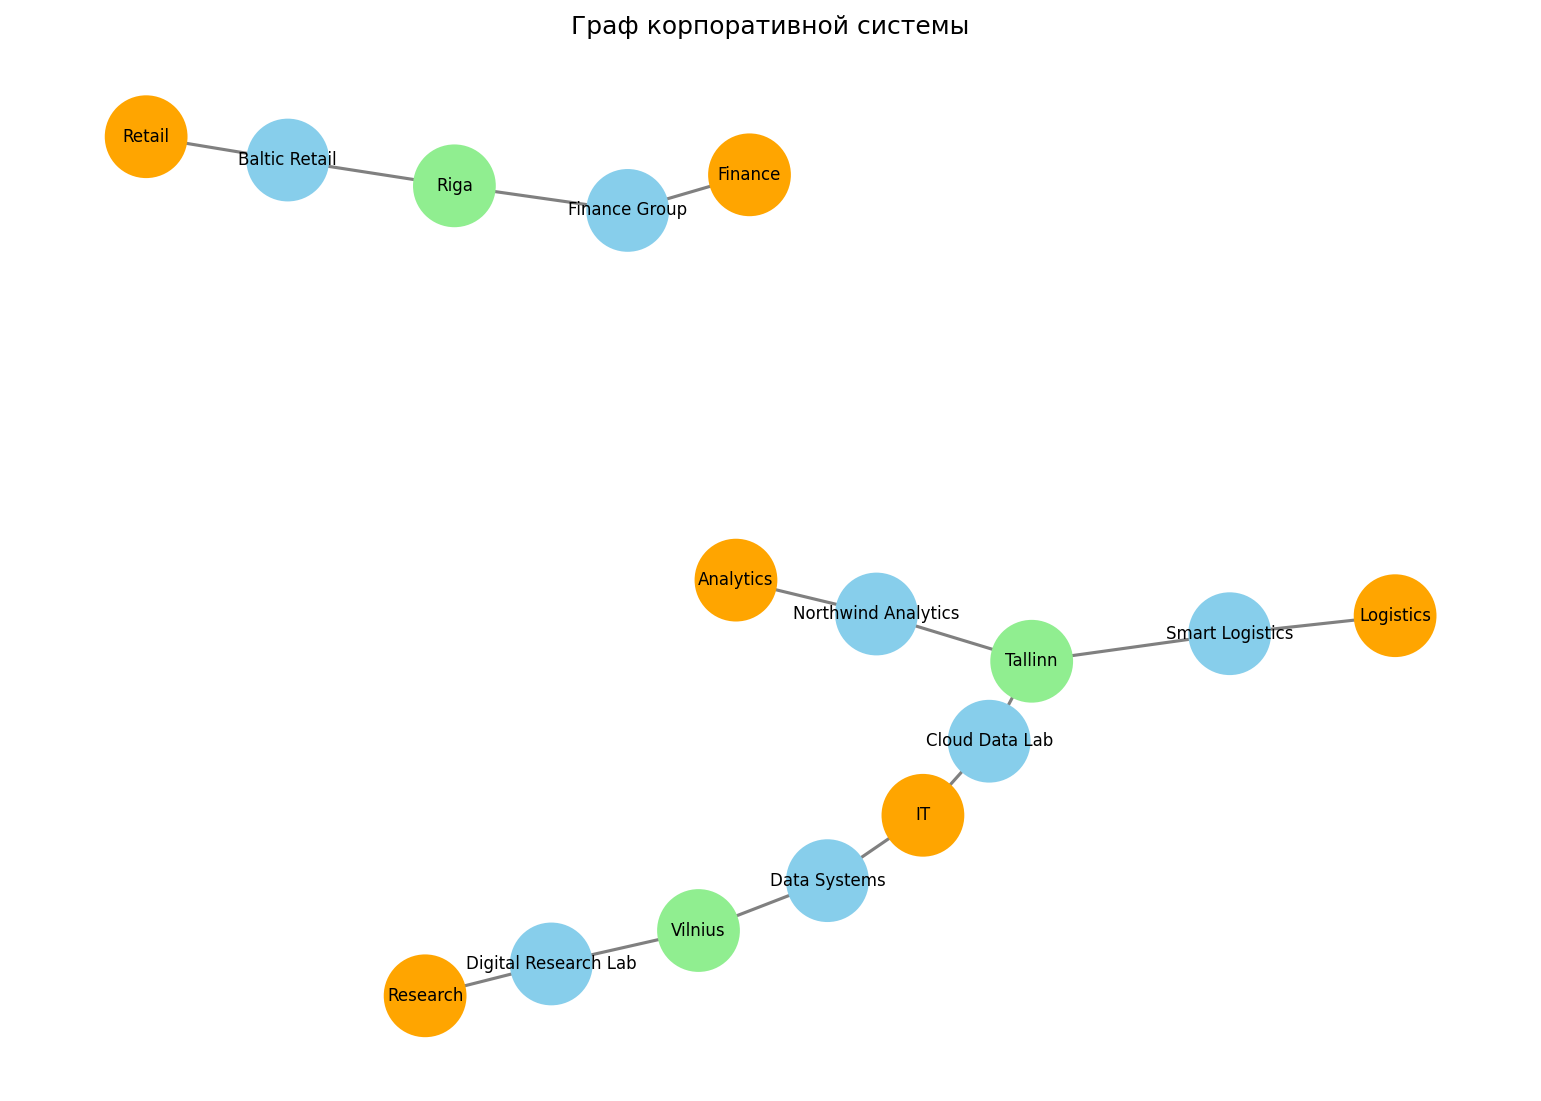 Граф корпоративной системы
Retail
Baltic Retail
Riga
Finance Group
Finance
Analytics
Northwind Analytics
Tallinn
Smart Logistics
Logistics
Cloud Data Lab
IT
Data Systems
Vilnius
Digital Research Lab
Research